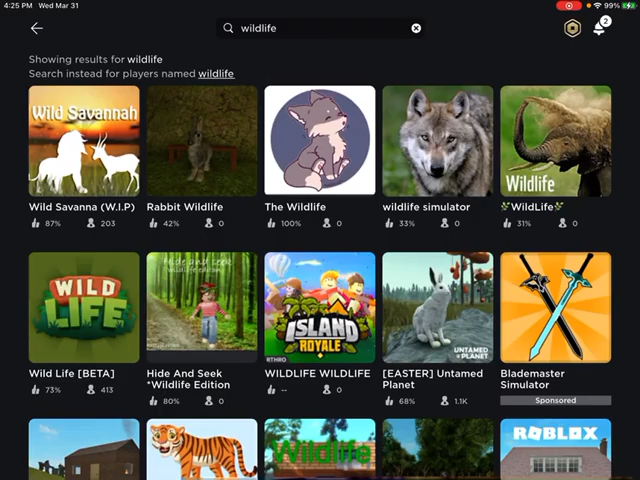 4:25 PM Wed Mar 31
99%
wildlife
2
Showing results for wildlife
Search instead for players named wildlife
Wild Savannah
Wildlife
Wild Savanna (W.I.P)
Rabbit Wildlife
The Wildlife
wildlife simulator
🌿WildLife🌿
87% 203
42% 0
100% 0
33% 0
31% 0
WILD LIFE
Hide and seek
wildlife edition
ISLAND ROYALE
RTHRO
UNTAMED PLANET
Wild Life [BETA]
Hide And Seek *Wildlife Edition
WILDLIFE WILDLIFE
[EASTER] Untamed Planet
Blademaster Simulator
73% 413
80% 0
-- 0
68% 1.1K
Sponsored
Wildlife
ROBLOX